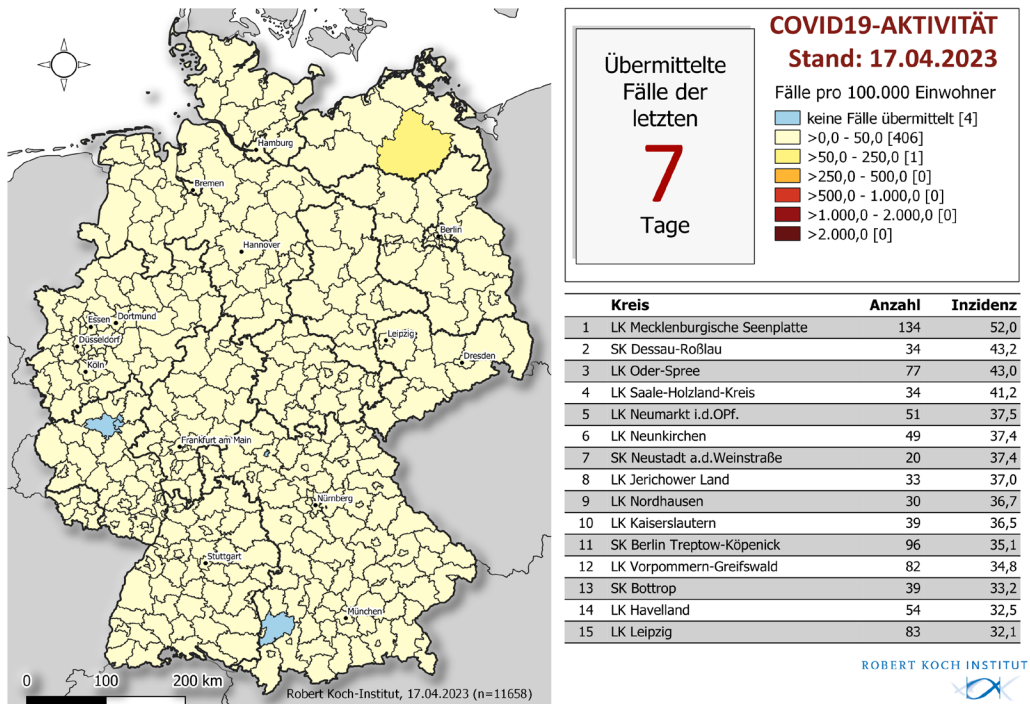 COVID19-AKTIVITÄT
Stand: 17.04.2023
Übermittelte
Fälle der
letzten
7
Tage
Fälle pro 100.000 Einwohner
keine Fälle übermittelt [4]
>0,0 - 50,0 [406]
>50,0 - 250,0 [1]
>250,0 - 500,0 [0]
>500,0 - 1.000,0 [0]
>1.000,0 - 2.000,0 [0]
>2.000,0 [0]
Hamburg
Bremen
Berlin
Hannover
Essen
Dortmund
Düsseldorf
Leipzig
Dresden
Köln
Frankfurt am Main
Nürnberg
Stuttgart
München
0 100 200 km
Robert Koch-Institut, 17.04.2023 (n=11658)
Kreis Anzahl Inzidenz
1 LK Mecklenburgische Seenplatte 134 52,0
2 SK Dessau-Roßlau 34 43,2
3 LK Oder-Spree 77 43,0
4 LK Saale-Holzland-Kreis 34 41,2
5 LK Neumarkt i.d.OPf. 51 37,5
6 LK Neunkirchen 49 37,4
7 SK Neustadt a.d.Weinstraße 20 37,4
8 LK Jerichower Land 33 37,0
9 LK Nordhausen 30 36,7
10 LK Kaiserslautern 39 36,5
11 SK Berlin Treptow-Köpenick 96 35,1
12 LK Vorpommern-Greifswald 82 34,8
13 SK Bottrop 39 33,2
14 LK Havelland 54 32,5
15 LK Leipzig 83 32,1
ROBERT KOCH INSTITUT